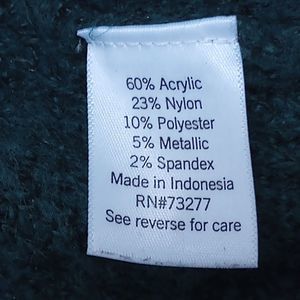 60% Acrylic
23% Nylon
10% Polyester
5% Metallic
2% Spandex
Made in Indonesia
RN#73277
See reverse for care